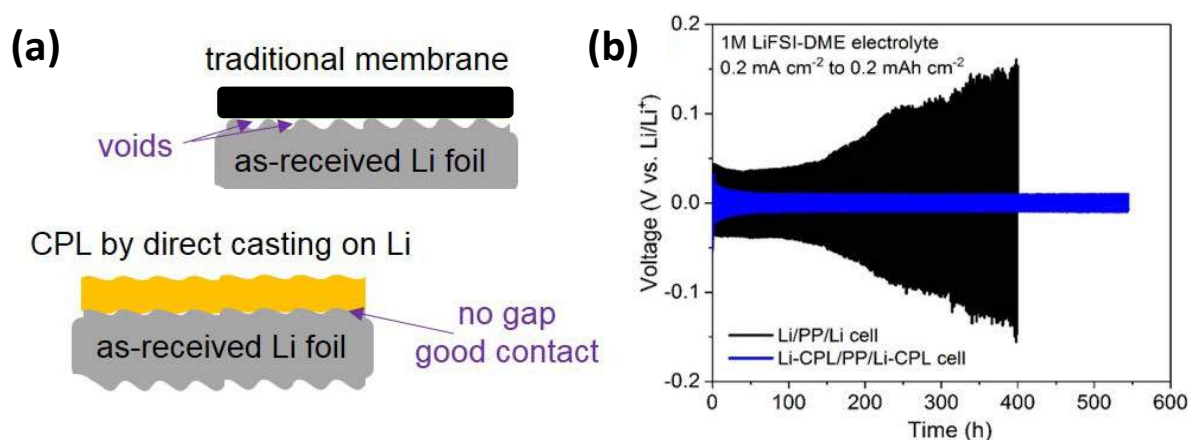 (a)
traditional membrane
voids
as-received Li foil
CPL by direct casting on Li
no gap
good contact
as-received Li foil
(b)
1M LiFSI-DME electrolyte
0.2 mA cm⁻² to 0.2 mAh cm⁻²
Voltage (V vs. Li/Li⁺)
0.2
0.1
0.0
-0.1
-0.2
Li/PP/Li cell
Li-CPL/PP/Li-CPL cell
0 100 200 300 400 500 600
Time (h)